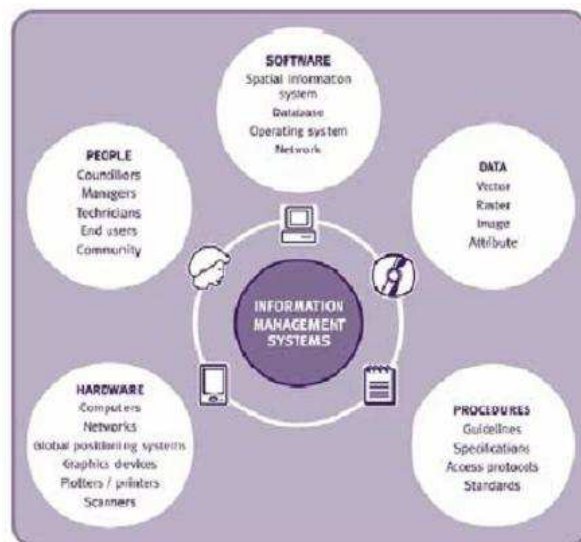 SOFTWARE
Spatial information
system
Database
Operating system
Network
PEOPLE
Councillors
Managers
Technicians
End users
Community
DATA
Vector
Raster
Image
Attribute
INFORMATION
MANAGEMENT
SYSTEMS
HARDWARE
Computers
Networks
Global positioning systems
Graphics devices
Plotters / printers
Scanners
PROCEDURES
Guidelines
Specifications
Access protocols
Standards